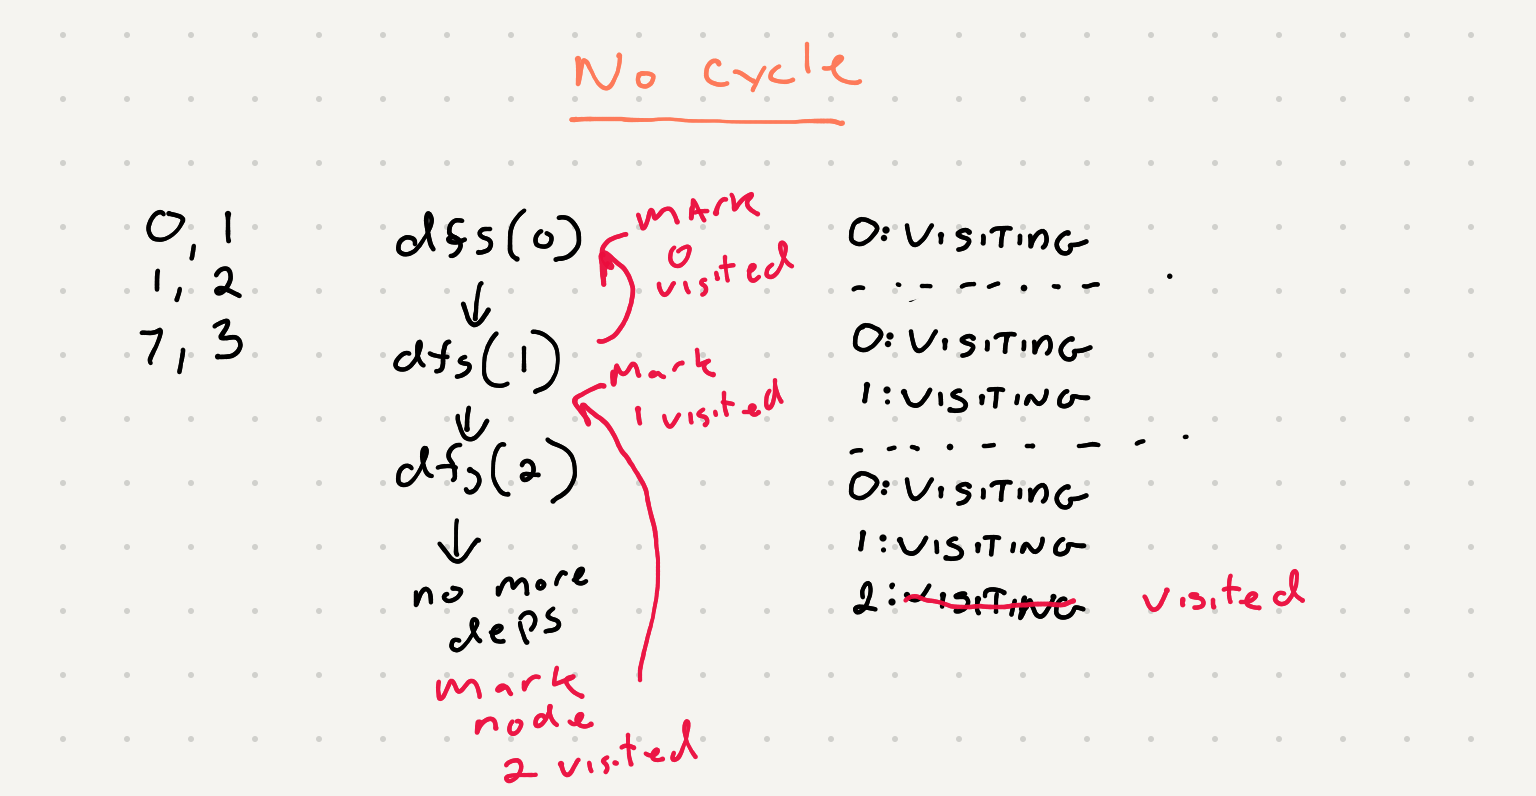 No cycle
0, 1
1, 2
7, 3
dfs(0)
mark
0
visited
dfs(1)
mark
1 visited
dfs(2)
no more
deps
mark
node
2 visited
0: VISITING
0: VISITING
1: VISITING
0: VISITING
1: VISITING
2: VISITING visited